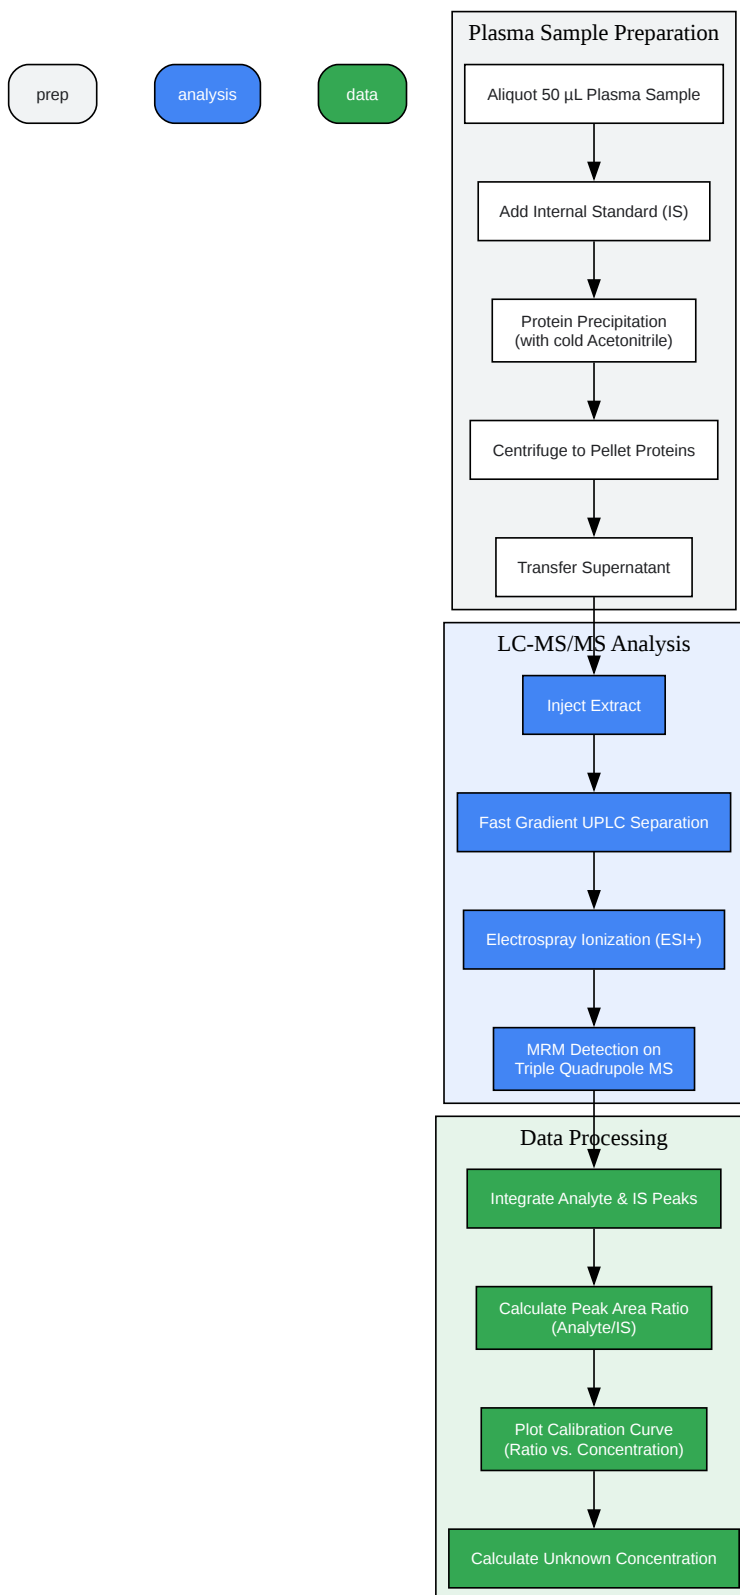 Plasma Sample Preparation
prep
analysis
data
Aliquot 50 µL Plasma Sample
Add Internal Standard (IS)
Protein Precipitation
(with cold Acetonitrile)
Centrifuge to Pellet Proteins
Transfer Supernatant
LC-MS/MS Analysis
Inject Extract
Fast Gradient UPLC Separation
Electrospray Ionization (ESI+)
MRM Detection on
Triple Quadrupole MS
Data Processing
Integrate Analyte & IS Peaks
Calculate Peak Area Ratio
(Analyte/IS)
Plot Calibration Curve
(Ratio vs. Concentration)
Calculate Unknown Concentration